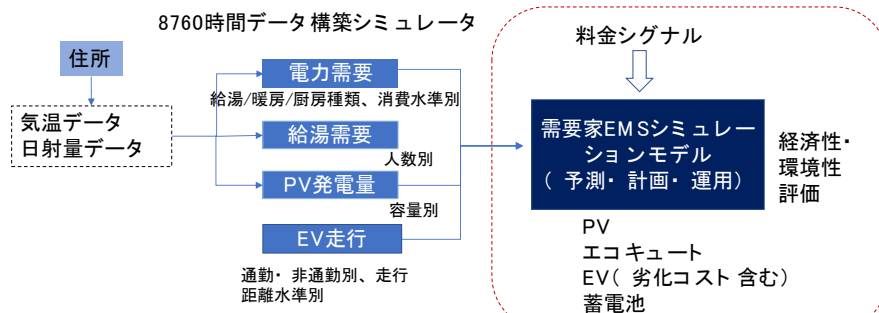 8760時間データ構築シミュレータ
住所
気温データ
日射量データ
電力需要
給湯/暖房/厨房種類、消費水準別
給湯需要
人数別
PV発電量
容量別
EV走行
通勤・非通勤別、走行
距離水準別
料金シグナル
需要家EMSシミュレー
ションモデル
(予測・計画・運用)
経済性・
環境性
評価
PV
エコキュート
EV(劣化コスト含む)
蓄電池